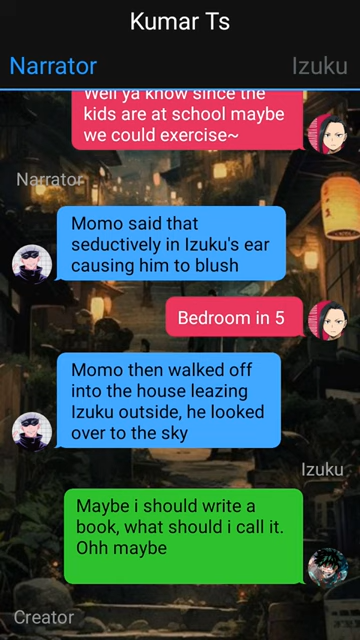 Kumar Ts
Narrator
Izuku
Well ya know since the
kids are at school maybe
we could exercise~
Narrator
Momo said that
seductively in Izuku's ear
causing him to blush
Bedroom in 5
Momo then walked off
into the house leazing
Izuku outside, he looked
over to the sky
Izuku
Maybe i should write a
book, what should i call it.
Ohh maybe
Creator